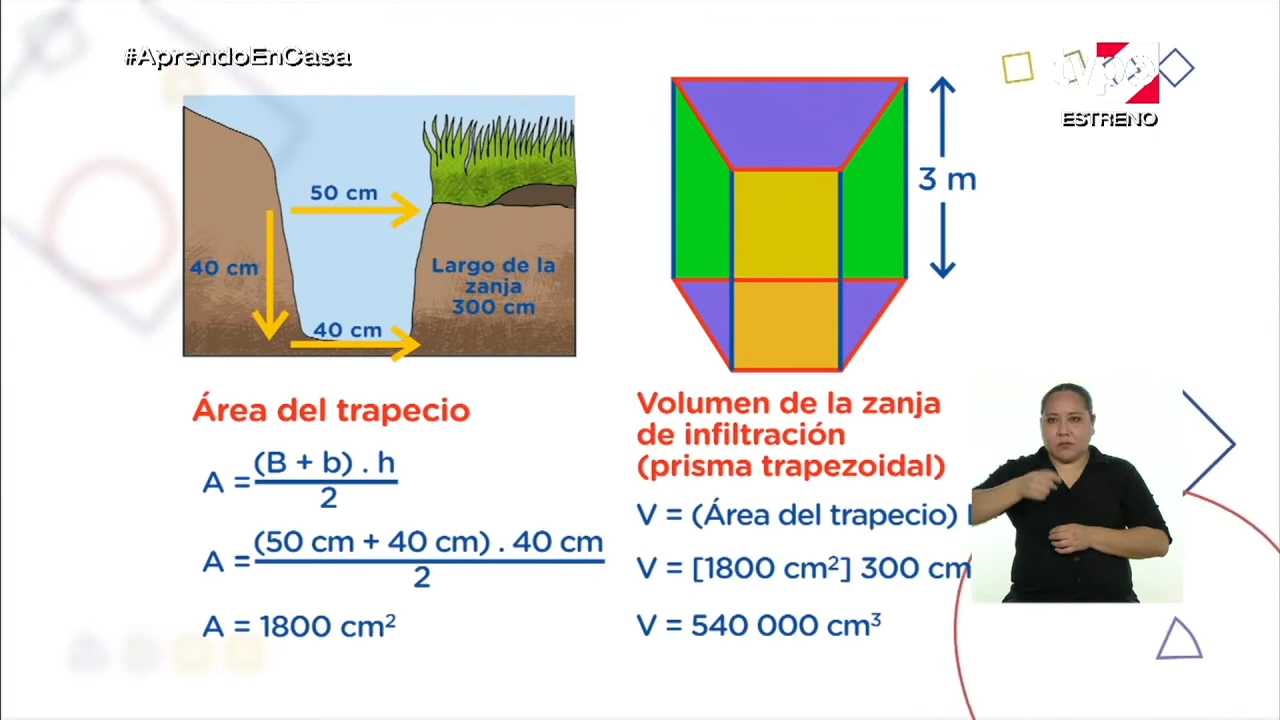 #AprendoEnCasa
tvpe
ESTRENO
50 cm
40 cm
Largo de la
zanja
300 cm
40 cm
3 m
Área del trapecio
A = (B + b) . h
2
A = (50 cm + 40 cm) . 40 cm
2
A = 1800 cm²
Volumen de la zanja
de infiltración
(prisma trapezoidal)
V = (Área del trapecio)
V = [1800 cm²] 300 cm
V = 540 000 cm³